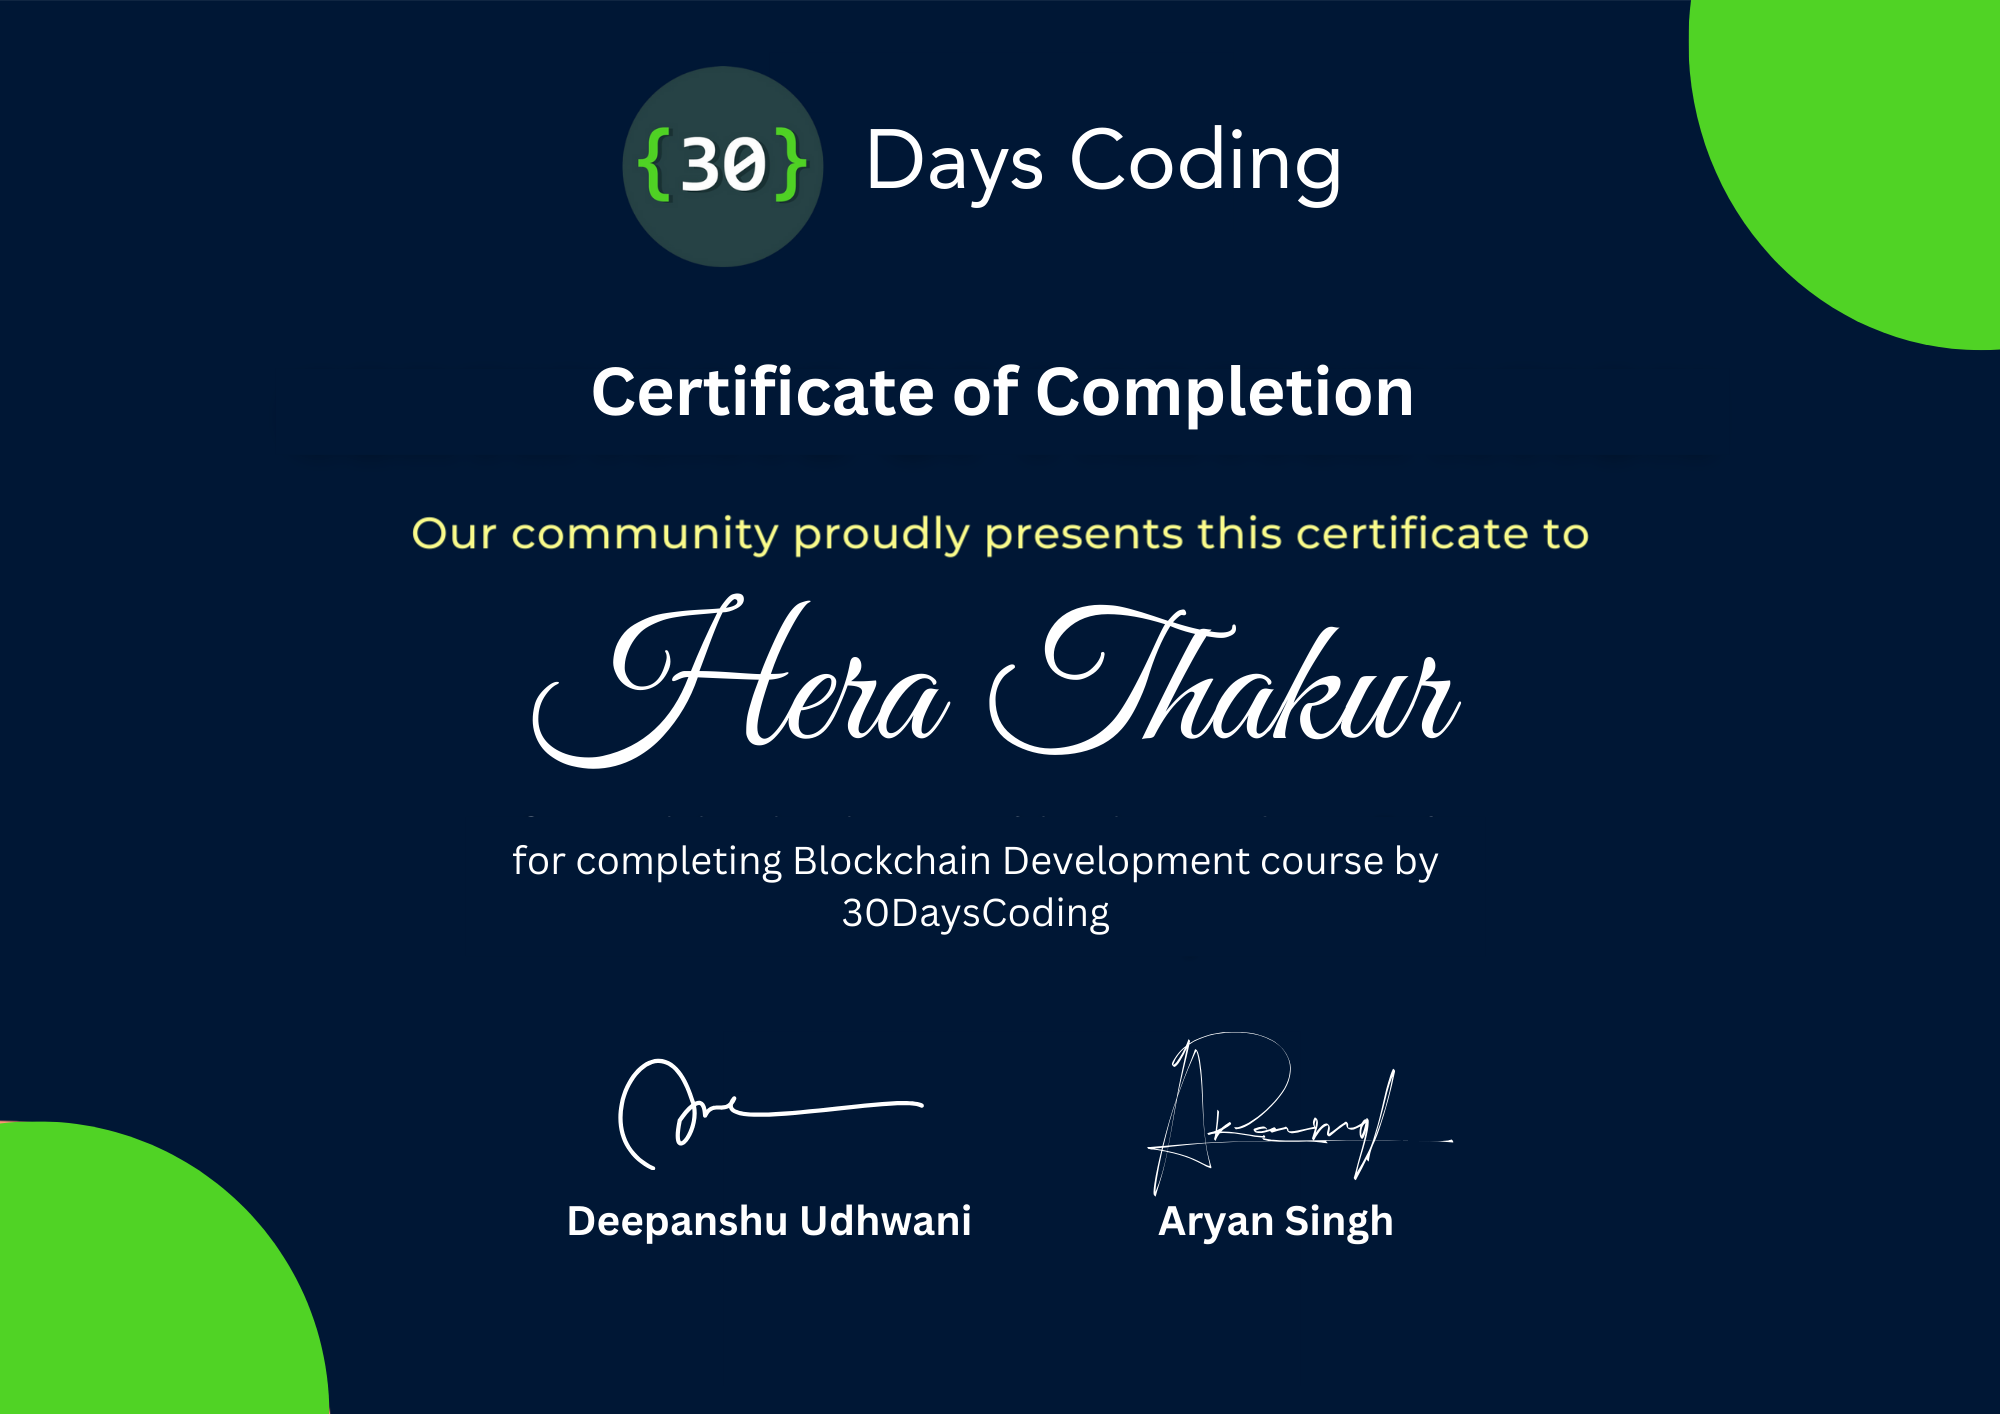 {30} Days Coding
Certificate of Completion
Our community proudly presents this certificate to
Hera Thakur
for completing Blockchain Development course by
30DaysCoding
Deepanshu Udhwani
Aryan Singh